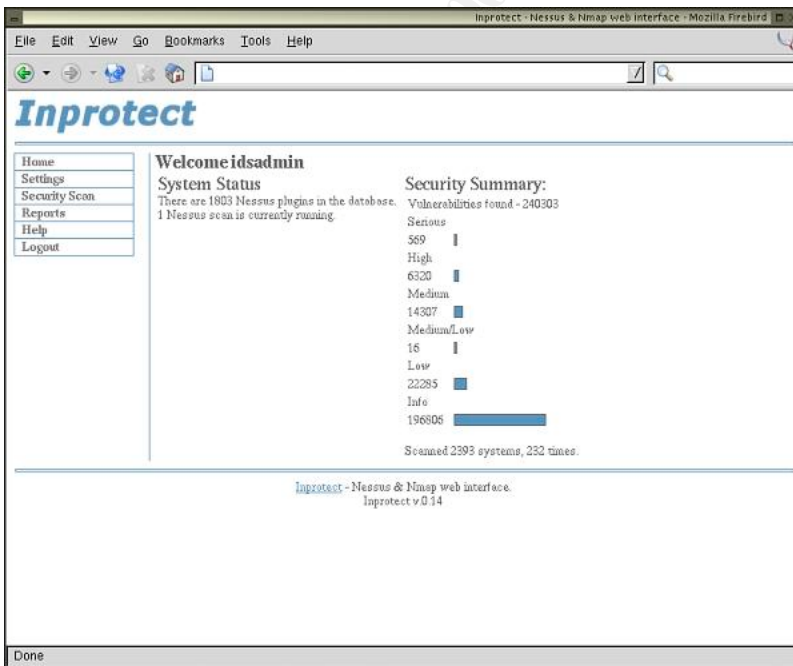 Inprotect - Nessus & Nmap web interface - Mozilla Firebird
File Edit View Go Bookmarks Tools Help
Inprotect
Home
Settings
Security Scan
Reports
Help
Logout
Welcome idsadmin
System Status
There are 1803 Nessus plugins in the database.
1 Nessus scan is currently running.
Security Summary:
Vulnerabilities found - 240303
Serious
569
High
6320
Medium
14307
Medium/Low
16
Low
22285
Info
196806
Scanned 2393 systems, 232 times.
Inprotect - Nessus & Nmap web interface.
Inprotect v.0.14
Done